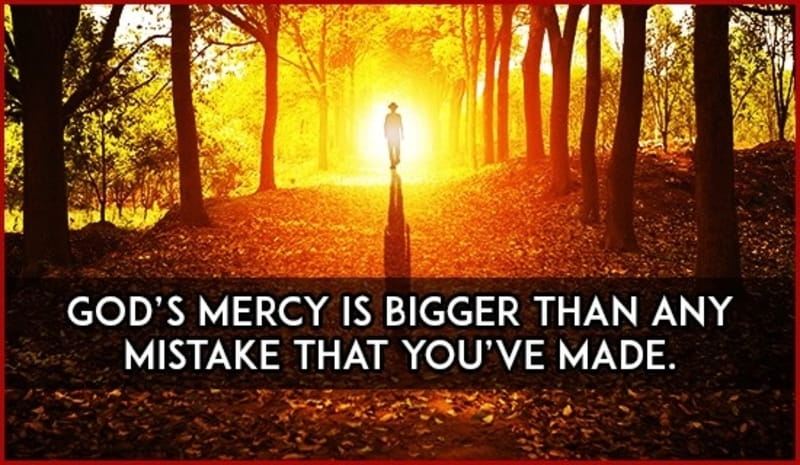 GOD'S MERCY IS BIGGER THAN ANY
MISTAKE THAT YOU'VE MADE.